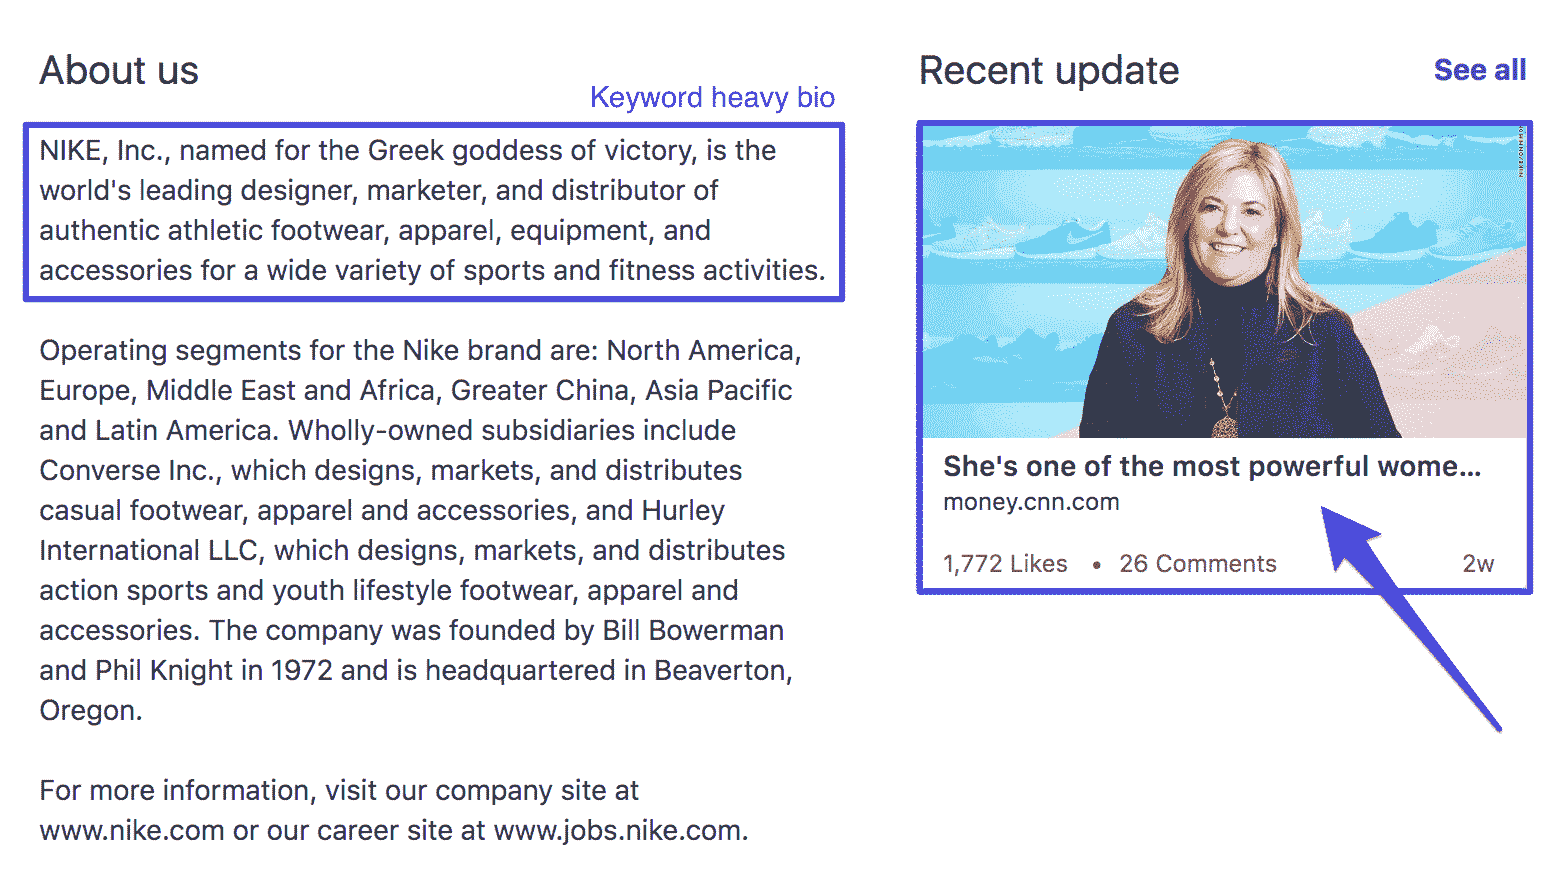 About us
Keyword heavy bio
NIKE, Inc., named for the Greek goddess of victory, is the
world's leading designer, marketer, and distributor of
authentic athletic footwear, apparel, equipment, and
accessories for a wide variety of sports and fitness activities.
Operating segments for the Nike brand are: North America,
Europe, Middle East and Africa, Greater China, Asia Pacific
and Latin America. Wholly-owned subsidiaries include
Converse Inc., which designs, markets, and distributes
casual footwear, apparel and accessories, and Hurley
International LLC, which designs, markets, and distributes
action sports and youth lifestyle footwear, apparel and
accessories. The company was founded by Bill Bowerman
and Phil Knight in 1972 and is headquartered in Beaverton,
Oregon.
For more information, visit our company site at
www.nike.com or our career site at www.jobs.nike.com.
Recent update
See all
She's one of the most powerful wome...
money.cnn.com
1,772 Likes • 26 Comments
2w